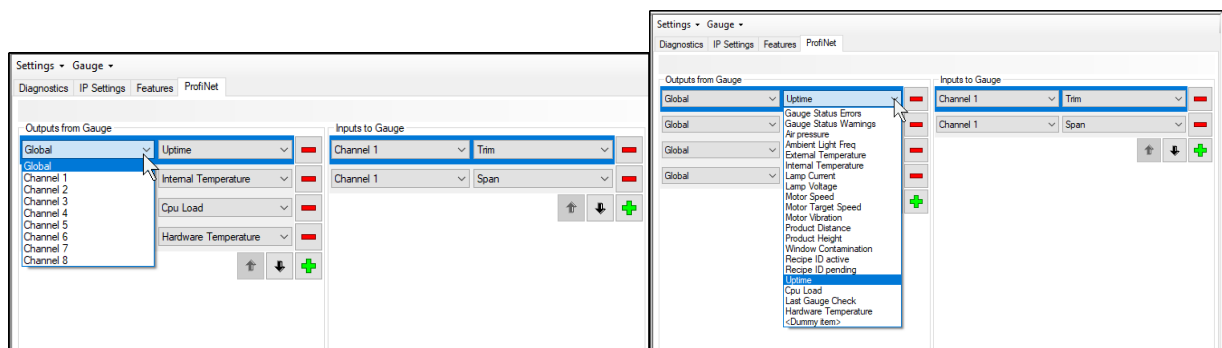 Settings ▾ Gauge ▾
Diagnostics IP Settings Features ProfiNet
Outputs from Gauge
Inputs to Gauge
Global Uptime Channel 1 Trim
Global
Channel 1
Channel 2
Channel 3
Channel 4
Channel 5
Channel 6
Channel 7
Channel 8
Internal Temperature Channel 1 Span
Cpu Load
Hardware Temperature
Settings ▾ Gauge ▾
Diagnostics IP Settings Features ProfiNet
Outputs from Gauge
Inputs to Gauge
Global Uptime Channel 1 Trim
Global Channel 1 Span
Global
Global
Gauge Status Errors
Gauge Status Warnings
Air pressure
Ambient Light Freq
External Temperature
Internal Temperature
Lamp Current
Lamp Voltage
Motor Speed
Motor Target Speed
Motor Vibration
Product Distance
Product Height
Window Contamination
Recipe ID active
Recipe ID pending
Uptime
Cpu Load
Last Gauge Check
Hardware Temperature
<Dummy item>